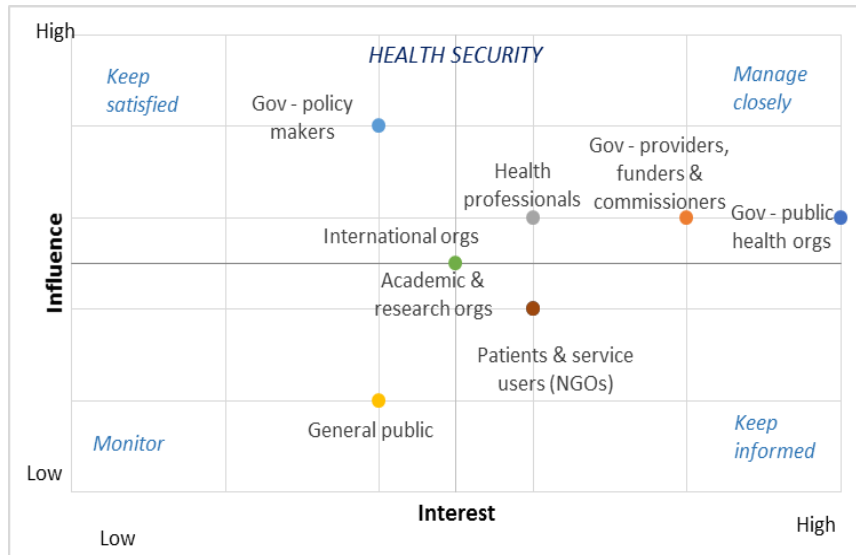 High
HEALTH SECURITY
Keep
satisfied
Manage
closely
Gov - policy
makers
Gov - providers,
funders &
commissioners
Health
professionals
Gov - public
health orgs
International orgs
Influence
Academic &
research orgs
Patients & service
users (NGOs)
General public
Monitor
Keep
informed
Low
Interest
Low
High